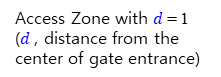 Access Zone with d = 1
(d , distance from the
center of gate entrance)